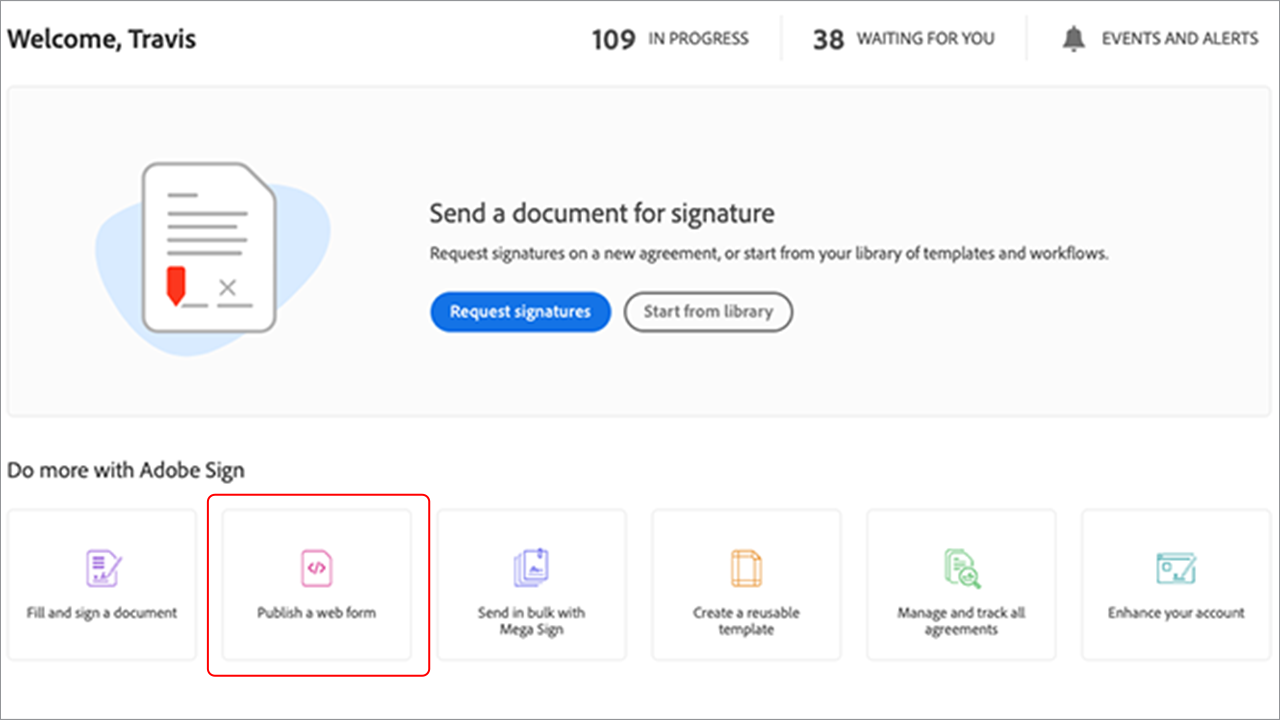 Welcome, Travis
109 IN PROGRESS
38 WAITING FOR YOU
EVENTS AND ALERTS
Send a document for signature
Request signatures on a new agreement, or start from your library of templates and workflows.
Request signatures
Start from library
Do more with Adobe Sign
Fill and sign a document
Publish a web form
Send in bulk with
Mega Sign
Create a reusable
template
Manage and track all
agreements
Enhance your account